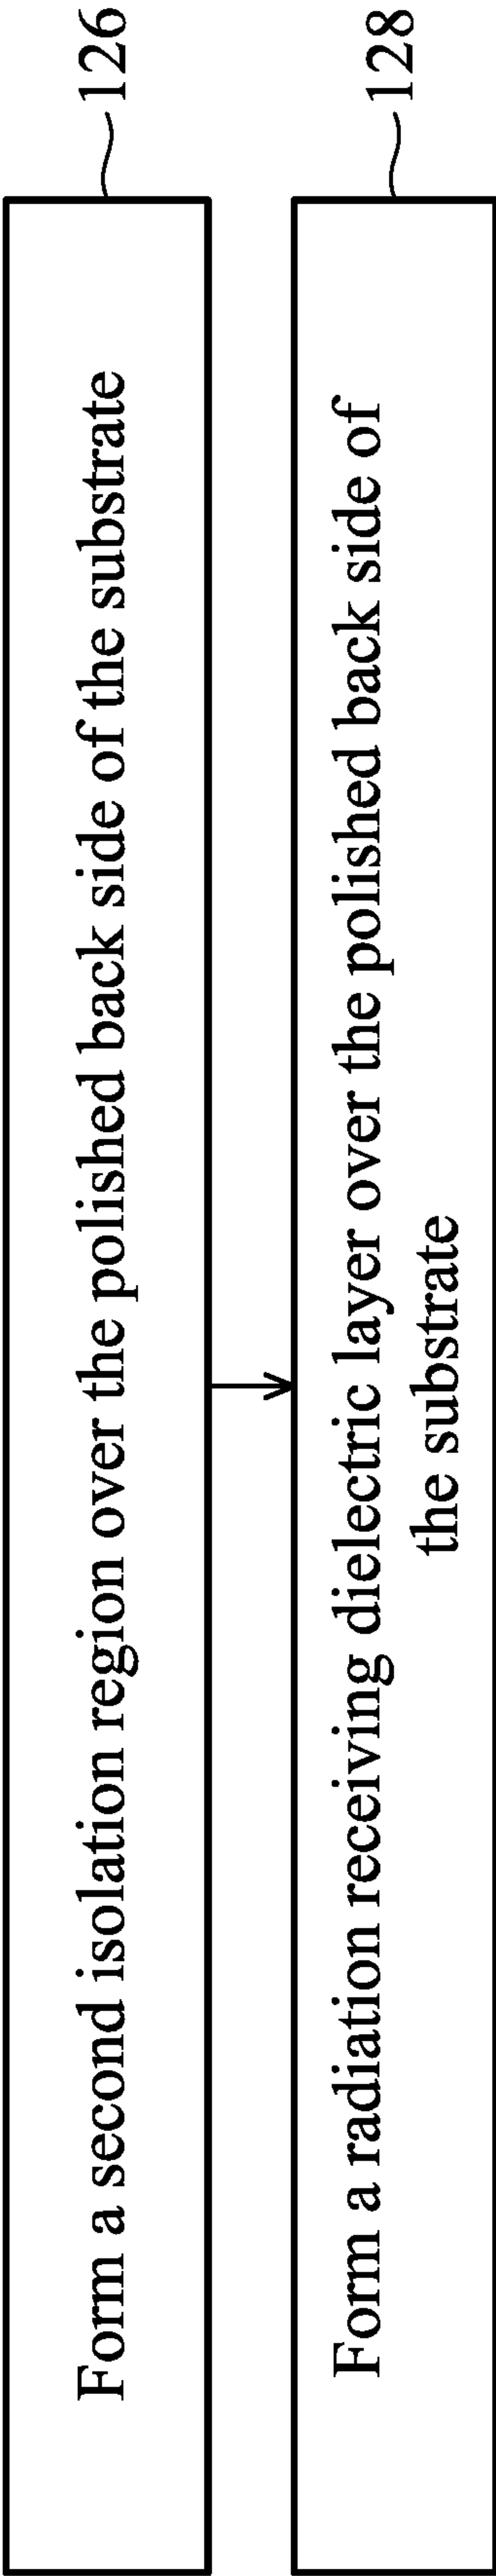 Form a second isolation region over the polished back side of the substrate
126
Form a radiation receiving dielectric layer over the polished back side of
the substrate
128